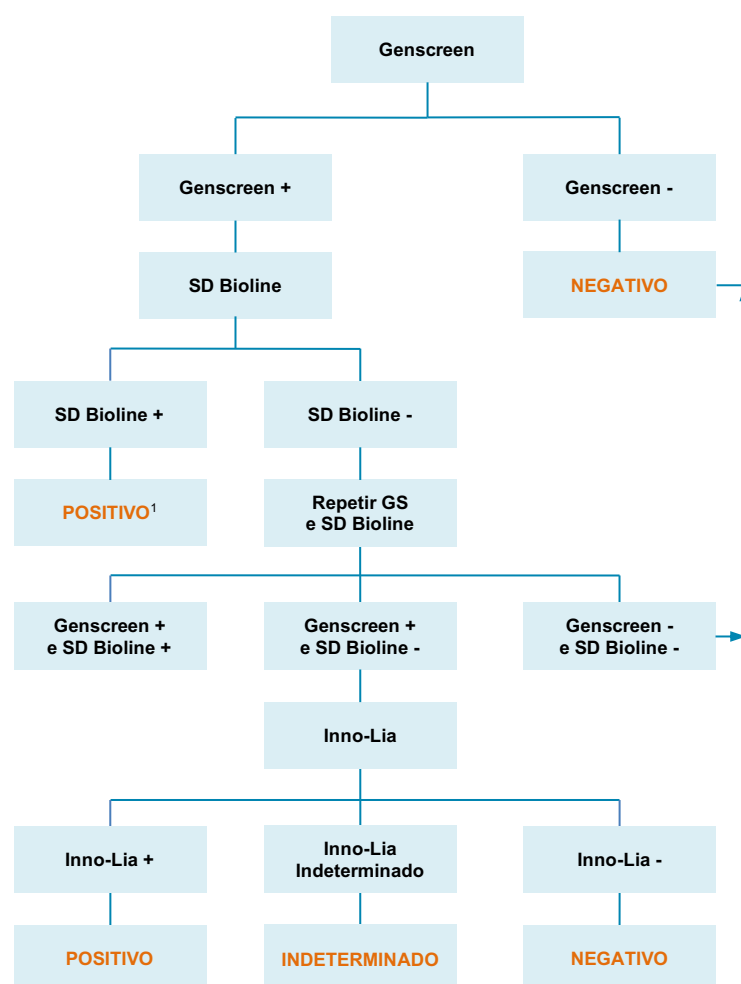 Genscreen
Genscreen +
Genscreen -
SD Bioline
NEGATIVO
SD Bioline +
SD Bioline -
POSITIVO¹
Repetir GS
e SD Bioline
Genscreen +
e SD Bioline +
Genscreen +
e SD Bioline -
Genscreen -
e SD Bioline -
Inno-Lia
Inno-Lia +
Inno-Lia
Indeterminado
Inno-Lia -
POSITIVO
INDETERMINADO
NEGATIVO